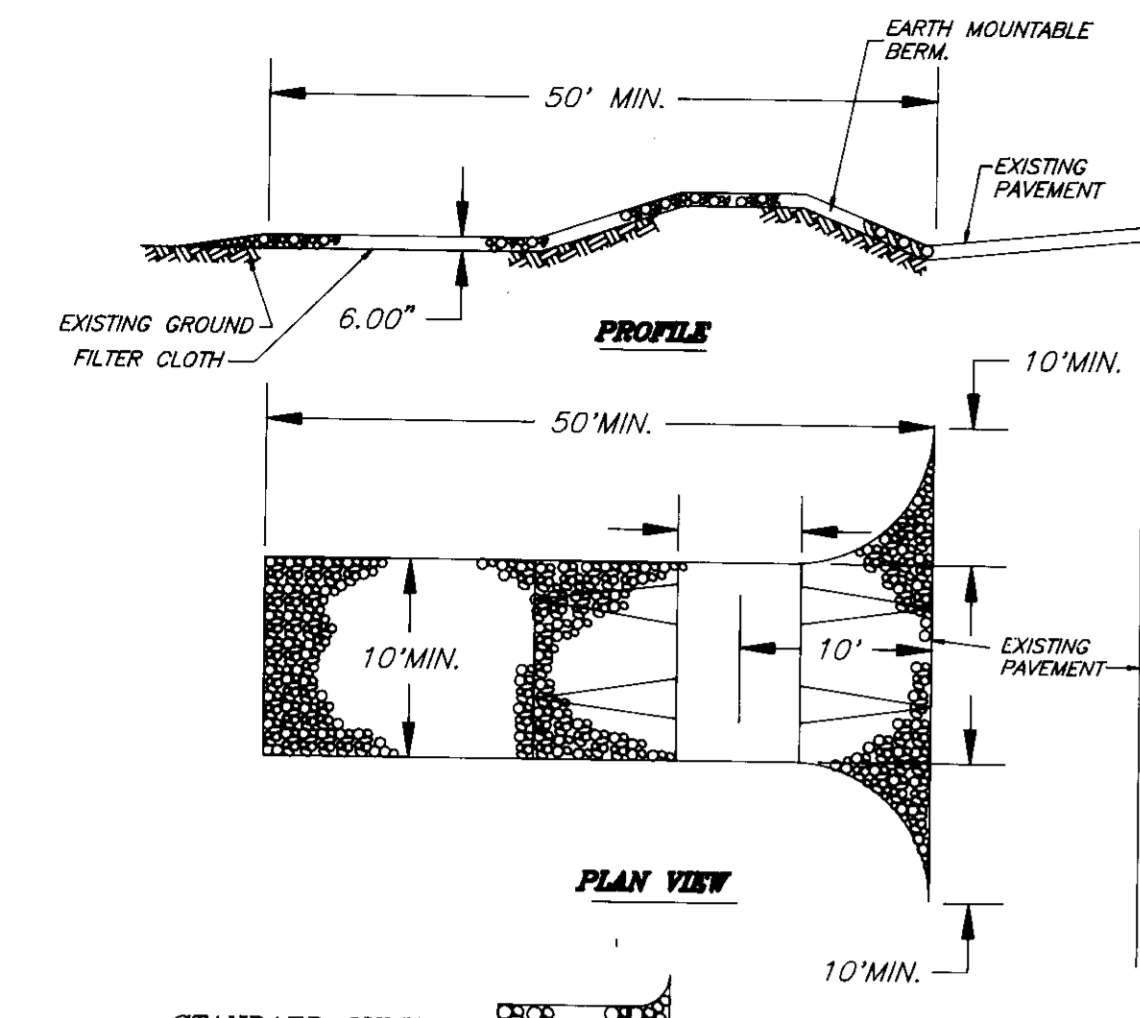 EARTH MOUNTABLE
BERM.
50' MIN.
EXISTING
PAVEMENT
6.00"
EXISTING GROUND
FILTER CLOTH
PROFILE
10'MIN.
50'MIN.
10'MIN.
10'
EXISTING
PAVEMENT
PLAN VIEW
10'MIN.